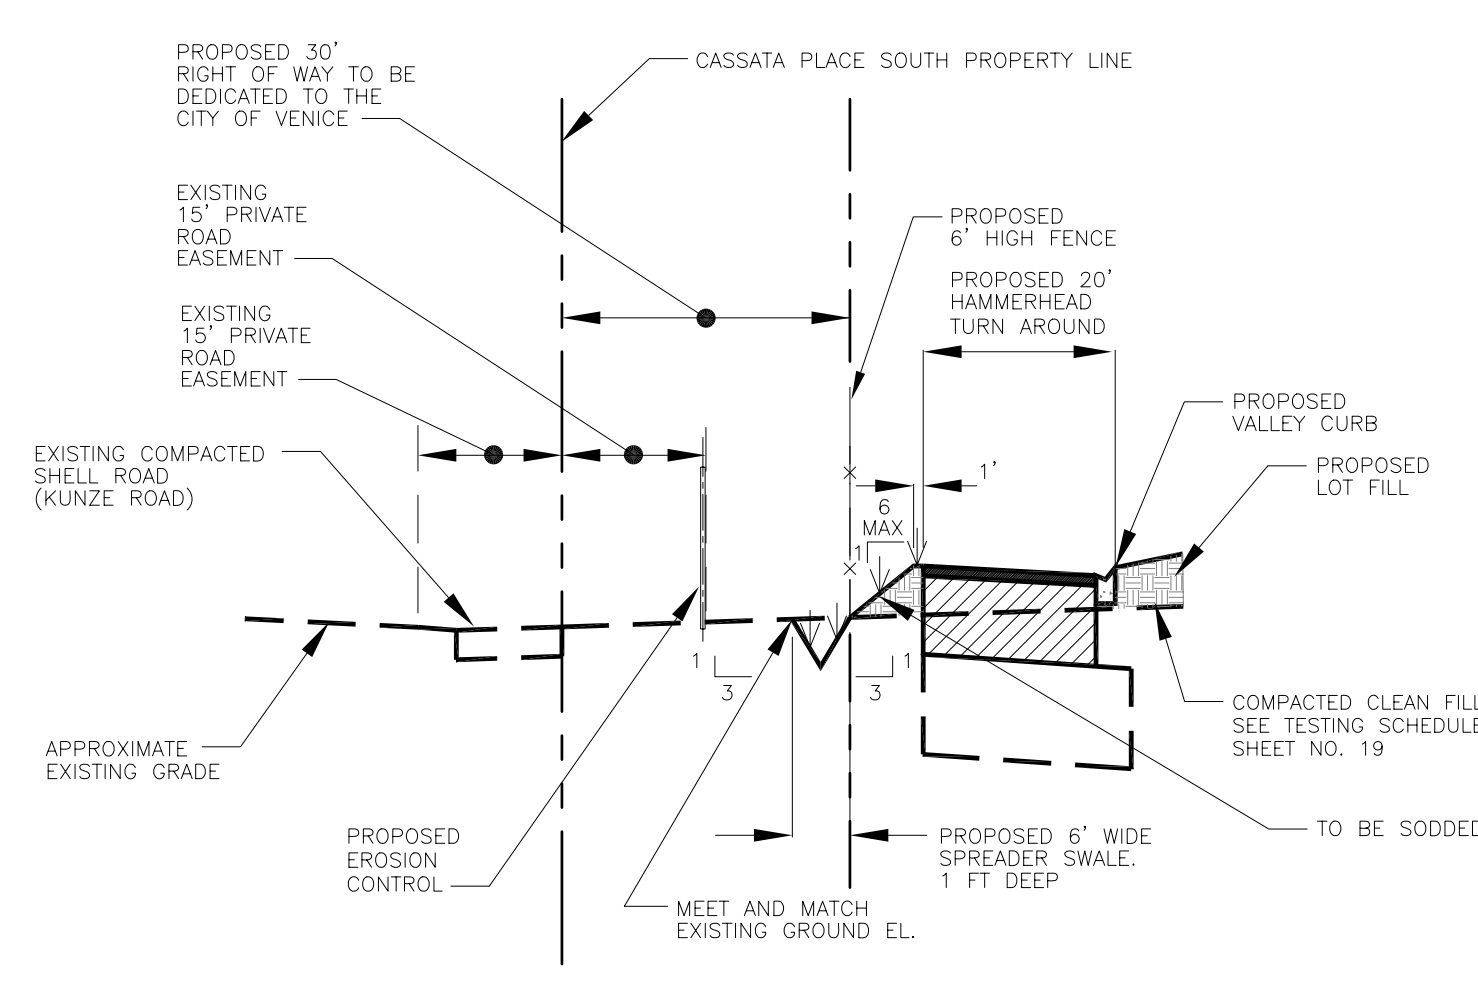 PROPOSED 30'
RIGHT OF WAY TO BE
DEDICATED TO THE
CITY OF VENICE
CASSATA PLACE SOUTH PROPERTY LINE
EXISTING
15' PRIVATE
ROAD
EASEMENT
PROPOSED
6' HIGH FENCE
PROPOSED 20'
HAMMERHEAD
TURN AROUND
EXISTING
15' PRIVATE
ROAD
EASEMENT
PROPOSED
VALLEY CURB
EXISTING COMPACTED
SHELL ROAD
(KUNZE ROAD)
PROPOSED
LOT FILL
1'
6
MAX
1
1
3
3
1
COMPACTED CLEAN FILL
SEE TESTING SCHEDULE
SHEET NO. 19
APPROXIMATE
EXISTING GRADE
TO BE SODDED
PROPOSED
EROSION
CONTROL
PROPOSED 6' WIDE
SPREADER SWALE.
1 FT DEEP
MEET AND MATCH
EXISTING GROUND EL.